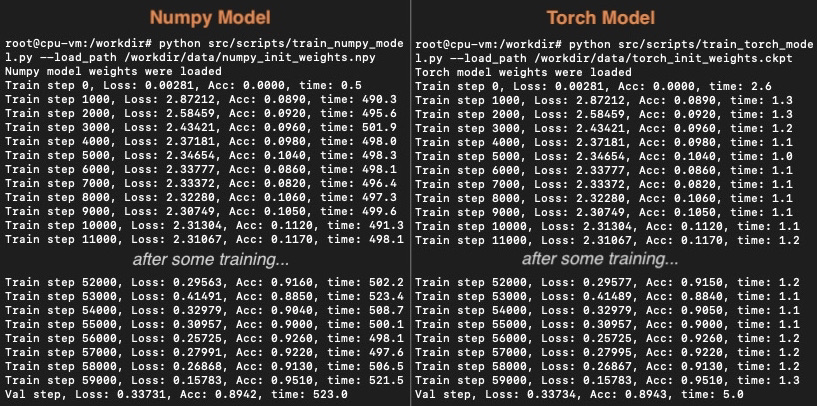 Numpy Model
root@cpu-vm:/workdir# python src/scripts/train_numpy_mode
l.py --load_path /workdir/data/numpy_init_weights.npy
Numpy model weights were loaded
Train step 0, Loss: 0.00281, Acc: 0.0000, time: 0.5
Train step 1000, Loss: 2.87212, Acc: 0.0890, time: 490.3
Train step 2000, Loss: 2.58459, Acc: 0.0920, time: 495.6
Train step 3000, Loss: 2.43421, Acc: 0.0960, time: 501.9
Train step 4000, Loss: 2.37181, Acc: 0.0980, time: 498.0
Train step 5000, Loss: 2.34654, Acc: 0.1040, time: 498.3
Train step 6000, Loss: 2.33777, Acc: 0.0860, time: 498.1
Train step 7000, Loss: 2.33372, Acc: 0.0820, time: 496.4
Train step 8000, Loss: 2.32280, Acc: 0.1060, time: 497.3
Train step 9000, Loss: 2.30749, Acc: 0.1050, time: 499.6
Train step 10000, Loss: 2.31304, Acc: 0.1120, time: 491.3
Train step 11000, Loss: 2.31067, Acc: 0.1170, time: 498.1
after some training...
Train step 52000, Loss: 0.29563, Acc: 0.9160, time: 502.2
Train step 53000, Loss: 0.41491, Acc: 0.8850, time: 523.4
Train step 54000, Loss: 0.32979, Acc: 0.9040, time: 508.7
Train step 55000, Loss: 0.30957, Acc: 0.9000, time: 500.1
Train step 56000, Loss: 0.25725, Acc: 0.9260, time: 498.1
Train step 57000, Loss: 0.27991, Acc: 0.9220, time: 497.6
Train step 58000, Loss: 0.26868, Acc: 0.9130, time: 506.5
Train step 59000, Loss: 0.15783, Acc: 0.9510, time: 521.5
Val step, Loss: 0.33731, Acc: 0.8942, time: 523.0
Torch Model
root@cpu-vm:/workdir# python src/scripts/train_torch_mode
l.py --load_path /workdir/data/torch_init_weights.ckpt
Torch model weights were loaded
Train step 0, Loss: 0.00281, Acc: 0.0000, time: 2.6
Train step 1000, Loss: 2.87212, Acc: 0.0890, time: 1.3
Train step 2000, Loss: 2.58459, Acc: 0.0920, time: 1.3
Train step 3000, Loss: 2.43421, Acc: 0.0960, time: 1.2
Train step 4000, Loss: 2.37181, Acc: 0.0980, time: 1.1
Train step 5000, Loss: 2.34654, Acc: 0.1040, time: 1.0
Train step 6000, Loss: 2.33777, Acc: 0.0860, time: 1.1
Train step 7000, Loss: 2.33372, Acc: 0.0820, time: 1.1
Train step 8000, Loss: 2.32280, Acc: 0.1060, time: 1.1
Train step 9000, Loss: 2.30749, Acc: 0.1050, time: 1.1
Train step 10000, Loss: 2.31304, Acc: 0.1120, time: 1.1
Train step 11000, Loss: 2.31067, Acc: 0.1170, time: 1.2
after some training...
Train step 52000, Loss: 0.29577, Acc: 0.9150, time: 1.2
Train step 53000, Loss: 0.41489, Acc: 0.8840, time: 1.1
Train step 54000, Loss: 0.32979, Acc: 0.9050, time: 1.1
Train step 55000, Loss: 0.30957, Acc: 0.9000, time: 1.1
Train step 56000, Loss: 0.25725, Acc: 0.9260, time: 1.2
Train step 57000, Loss: 0.27995, Acc: 0.9220, time: 1.2
Train step 58000, Loss: 0.26867, Acc: 0.9130, time: 1.2
Train step 59000, Loss: 0.15783, Acc: 0.9510, time: 1.3
Val step, Loss: 0.33734, Acc: 0.8943, time: 5.0